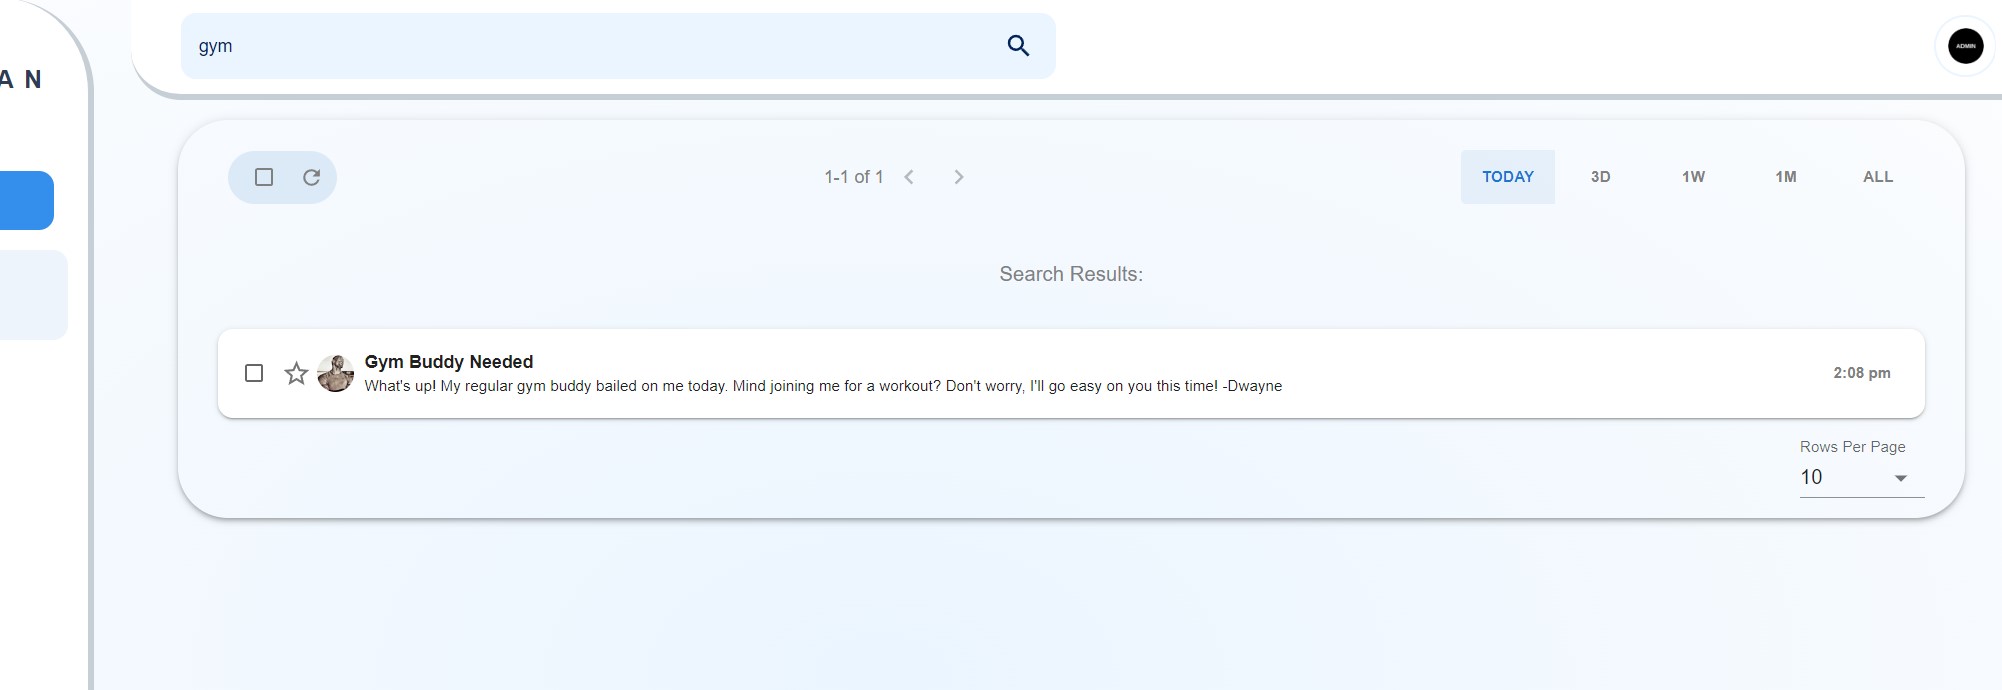 gym
ADMIN
A N
1-1 of 1
TODAY 3D 1W 1M ALL
Search Results:
Gym Buddy Needed
What's up! My regular gym buddy bailed on me today. Mind joining me for a workout? Don't worry, I'll go easy on you this time! -Dwayne
2:08 pm
Rows Per Page
10